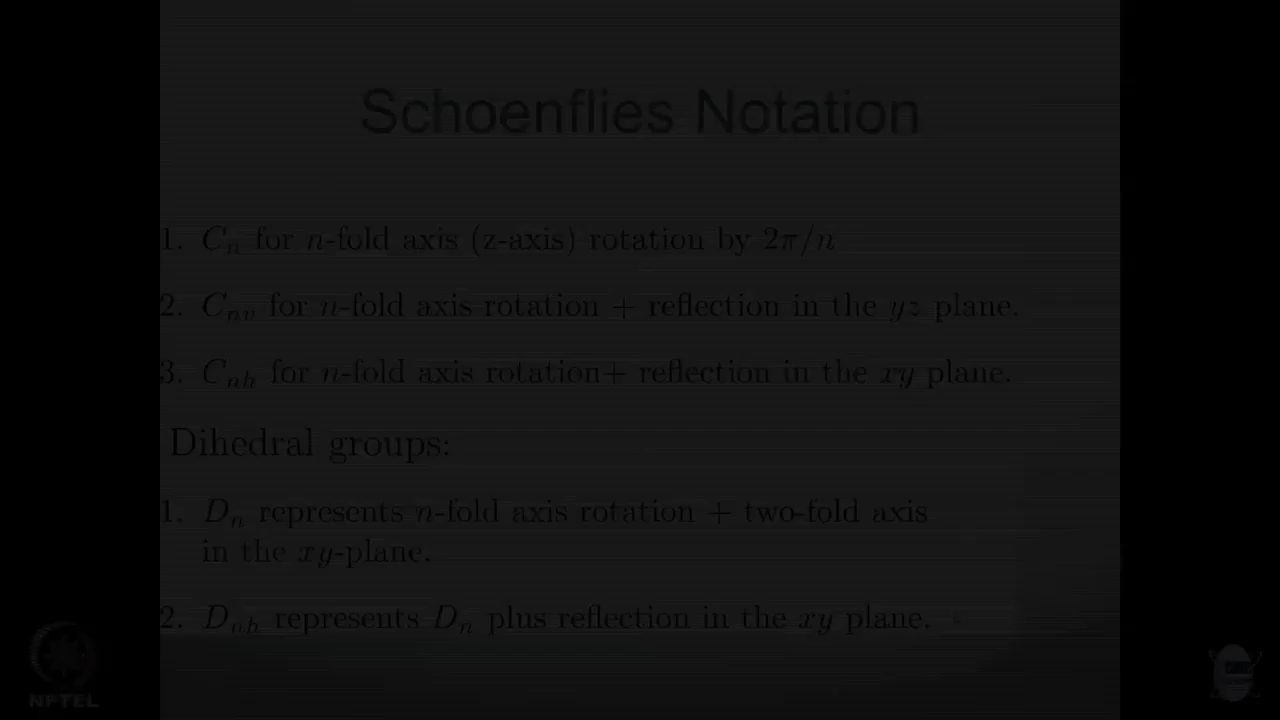 Schoenflies Notation
1. Cₙ for n-fold axis (z-axis) rotation by 2π/n
2. Cₙᵥ for n-fold axis rotation + reflection in the yz plane.
3. Cₙₕ for n-fold axis rotation+ reflection in the xy plane.
Dihedral groups:
1. Dₙ represents n-fold axis rotation + two-fold axis
in the xy-plane.
2. Dₙₕ represents Dₙ plus reflection in the xy plane.
NPTEL